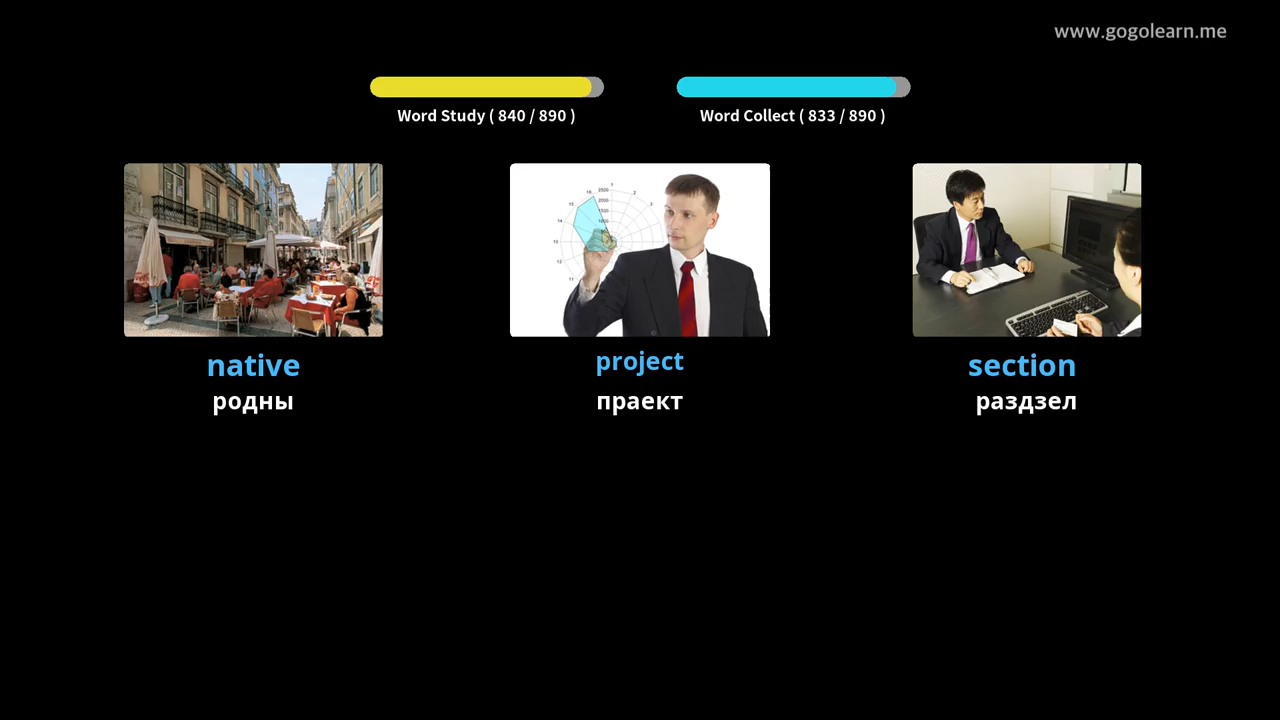 www.gogolearn.me
Word Study ( 840 / 890 )
Word Collect ( 833 / 890 )
native
project
section
родны
праект
раздзел